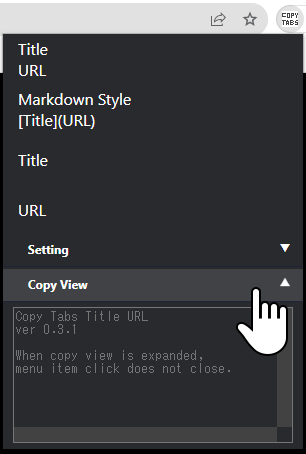 COPY
TABS
Title
URL
Markdown Style
[Title](URL)
Title
URL
Setting ▼
Copy View ▲
Copy Tabs Title URL
ver 0.3.1
When copy view is expanded,
menu item click does not close.